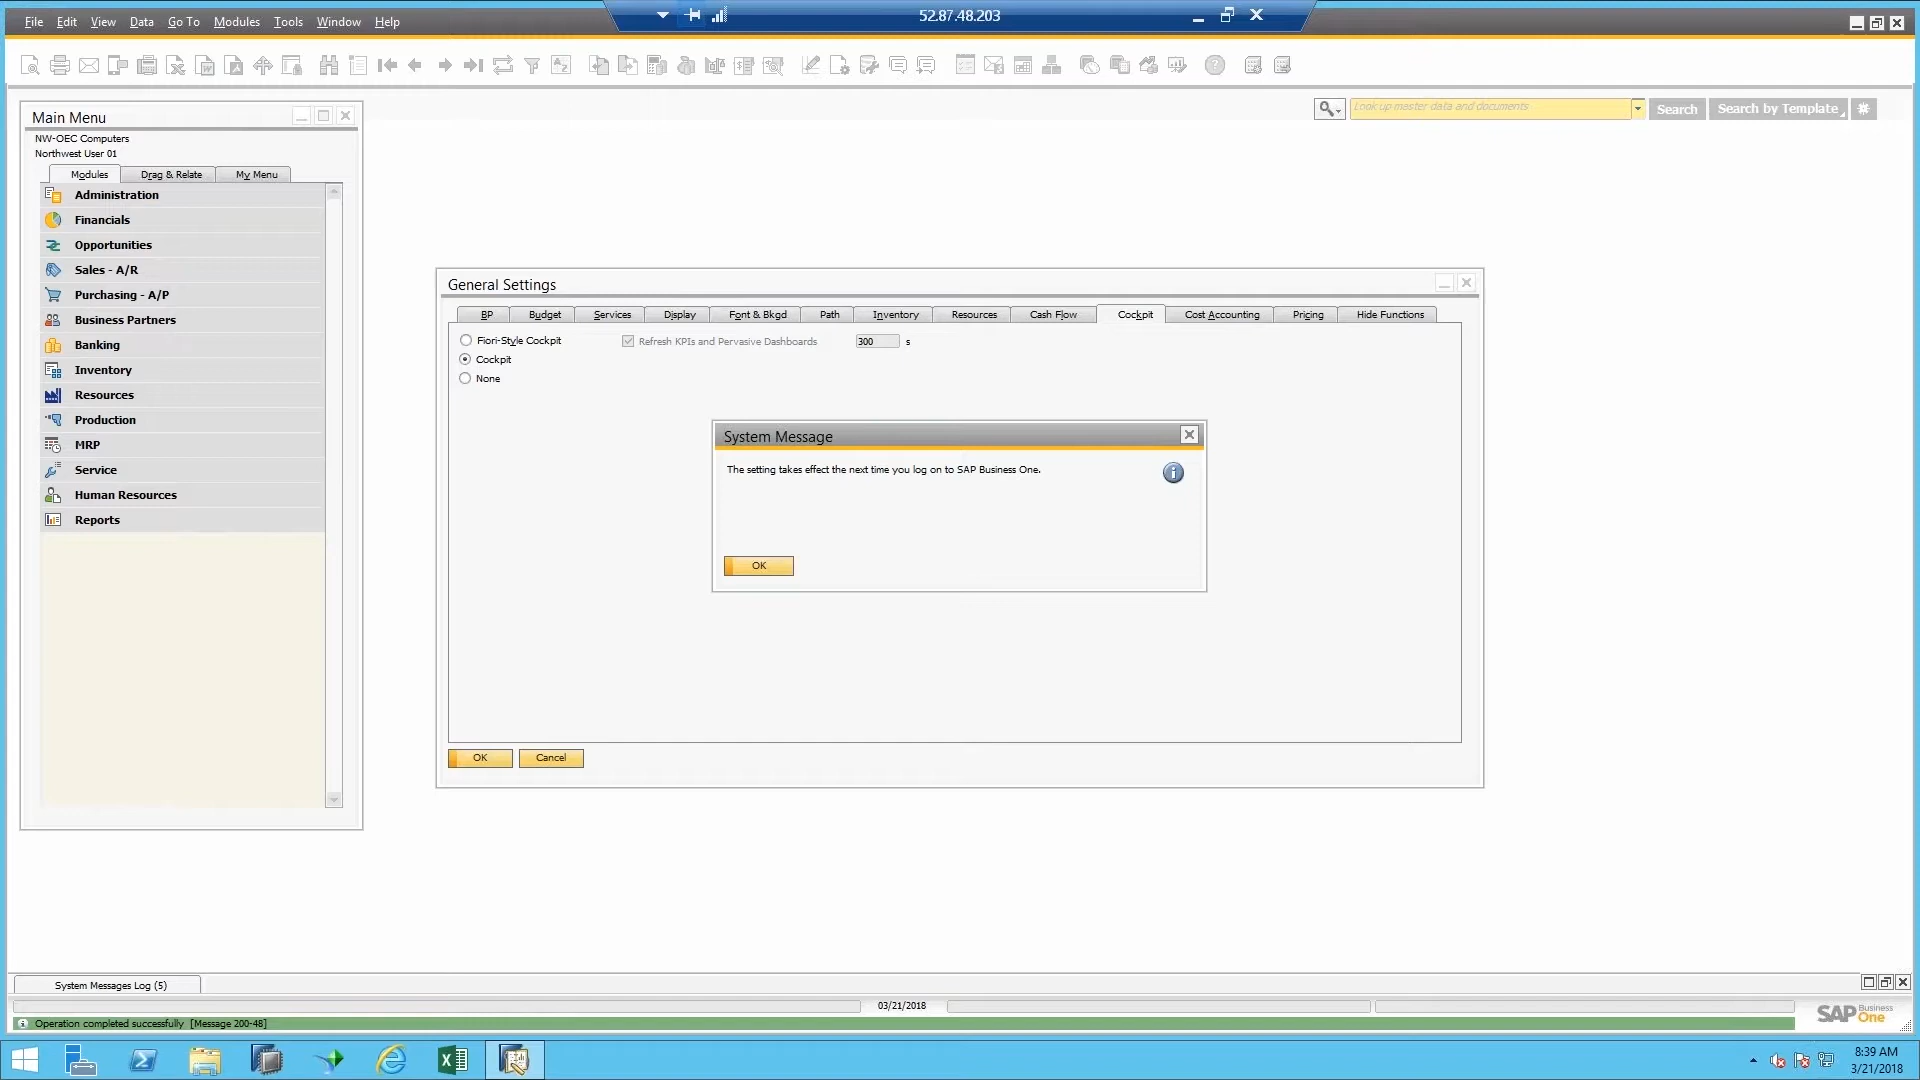 52.87.48.203
File Edit View Data Go To Modules Tools Window Help
Look up master data and documents Search Search by Template
Main Menu
NW-OEC Computers
Northwest User 01
Modules Drag & Relate My Menu
Administration
Financials
Opportunities
Sales - A/R
Purchasing - A/P
Business Partners
Banking
Inventory
Resources
Production
MRP
Service
Human Resources
Reports
General Settings
BP Budget Services Display Font & Bkgd Path Inventory Resources Cash Flow Cockpit Cost Accounting Pricing Hide Functions
Fiori-Style Cockpit Refresh KPIs and Pervasive Dashboards 300 s
Cockpit
None
System Message
The setting takes effect the next time you log on to SAP Business One.
OK
OK Cancel
System Messages Log (5)
03/21/2018
SAP Business One
Operation completed successfully [Message 200-48]
8:39 AM
3/21/2018